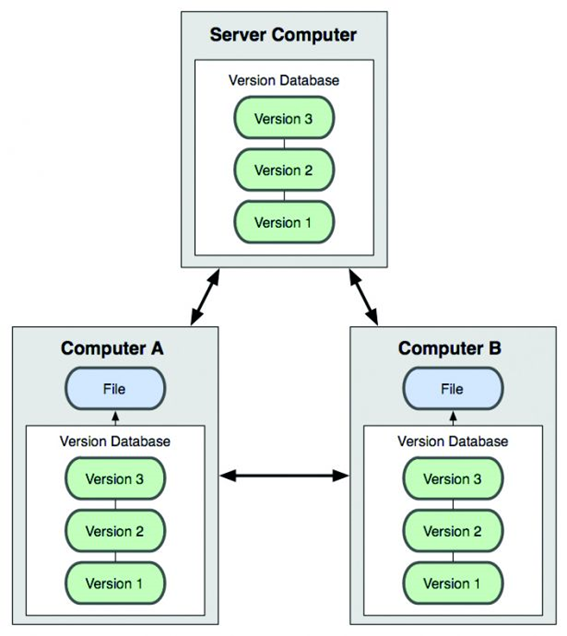 Server Computer
Version Database
Version 3
Version 2
Version 1
Computer A
File
Version Database
Version 3
Version 2
Version 1
Computer B
File
Version Database
Version 3
Version 2
Version 1